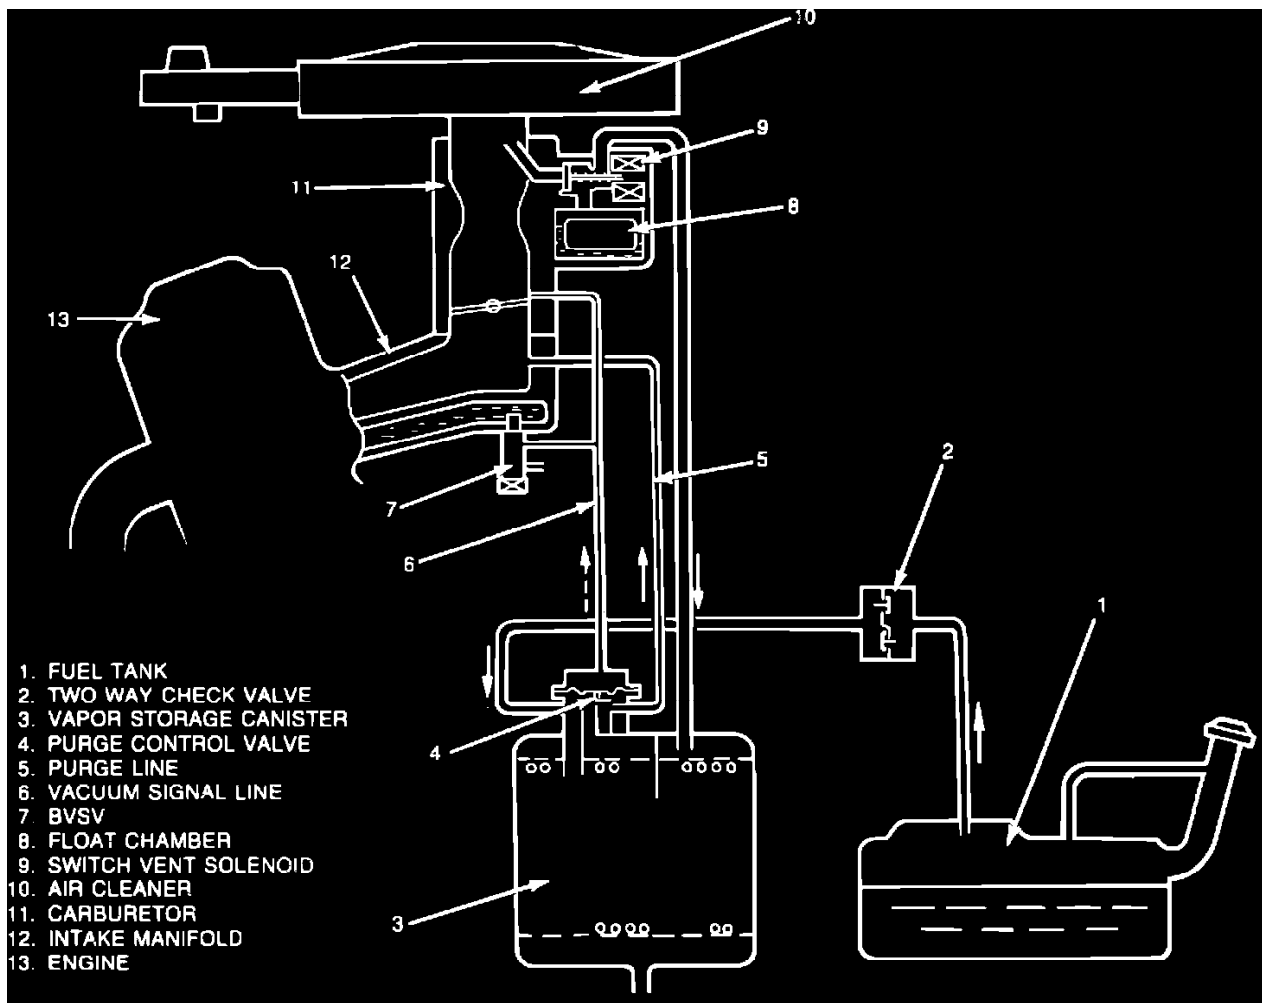 10
9
11
8
12
13
5
2
7
6
1
4
3
1. FUEL TANK
2. TWO WAY CHECK VALVE
3. VAPOR STORAGE CANISTER
4. PURGE CONTROL VALVE
5. PURGE LINE
6. VACUUM SIGNAL LINE
7. BVSV
8. FLOAT CHAMBER
9. SWITCH VENT SOLENOID
10. AIR CLEANER
11. CARBURETOR
12. INTAKE MANIFOLD
13. ENGINE